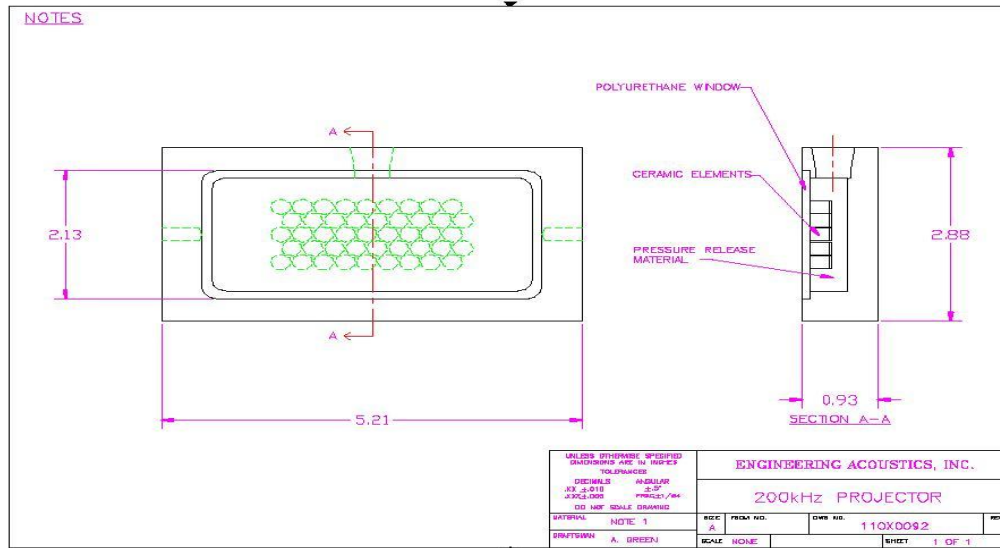 NOTES
POLYURETHANE WINDOW
A
CERAMIC ELEMENTS
2.13
2.88
PRESSURE RELEASE
MATERIAL
A
5.21
0.93
SECTION A-A
UNLESS OTHERWISE SPECIFIED
DIMENSIONS ARE IN INCHES
TOLERANCES
DECIMALS ANGULAR
.XX ±.010
DO NOT SCALE DRAWING
MATERIAL NOTE 1
DRAFTSMAN A. GREEN
ENGINEERING ACOUSTICS, INC.
200kHz PROJECTOR
SIZE A
DWG NO. 110X0092
SCALE NONE
SHEET 1 OF 1